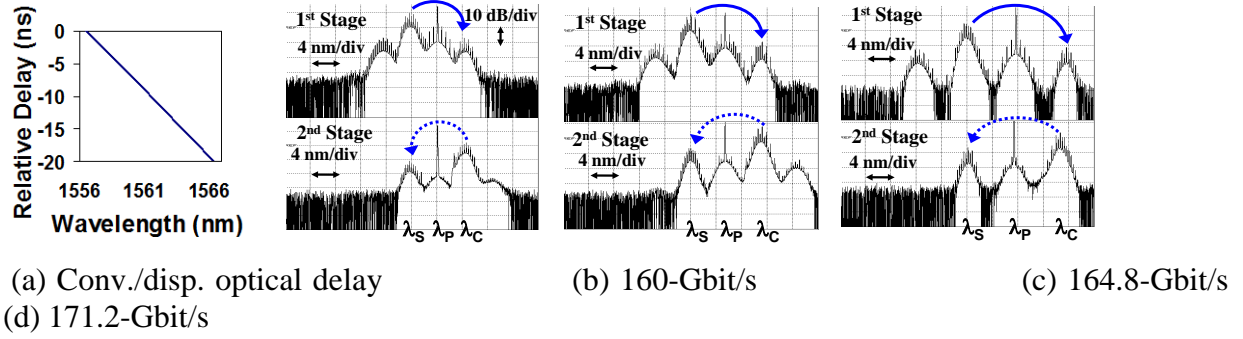 Relative Delay (ns)
0
-5
-10
-15
-20
1556 1561 1566
Wavelength (nm)
1st Stage
10 dB/div
4 nm/div
2nd Stage
4 nm/div
λS λP λC
1st Stage
4 nm/div
2nd Stage
4 nm/div
λS λP λC
1st Stage
4 nm/div
2nd Stage
4 nm/div
λS λP λC
(a) Conv./disp. optical delay (b) 160-Gbit/s (c) 164.8-Gbit/s
(d) 171.2-Gbit/s